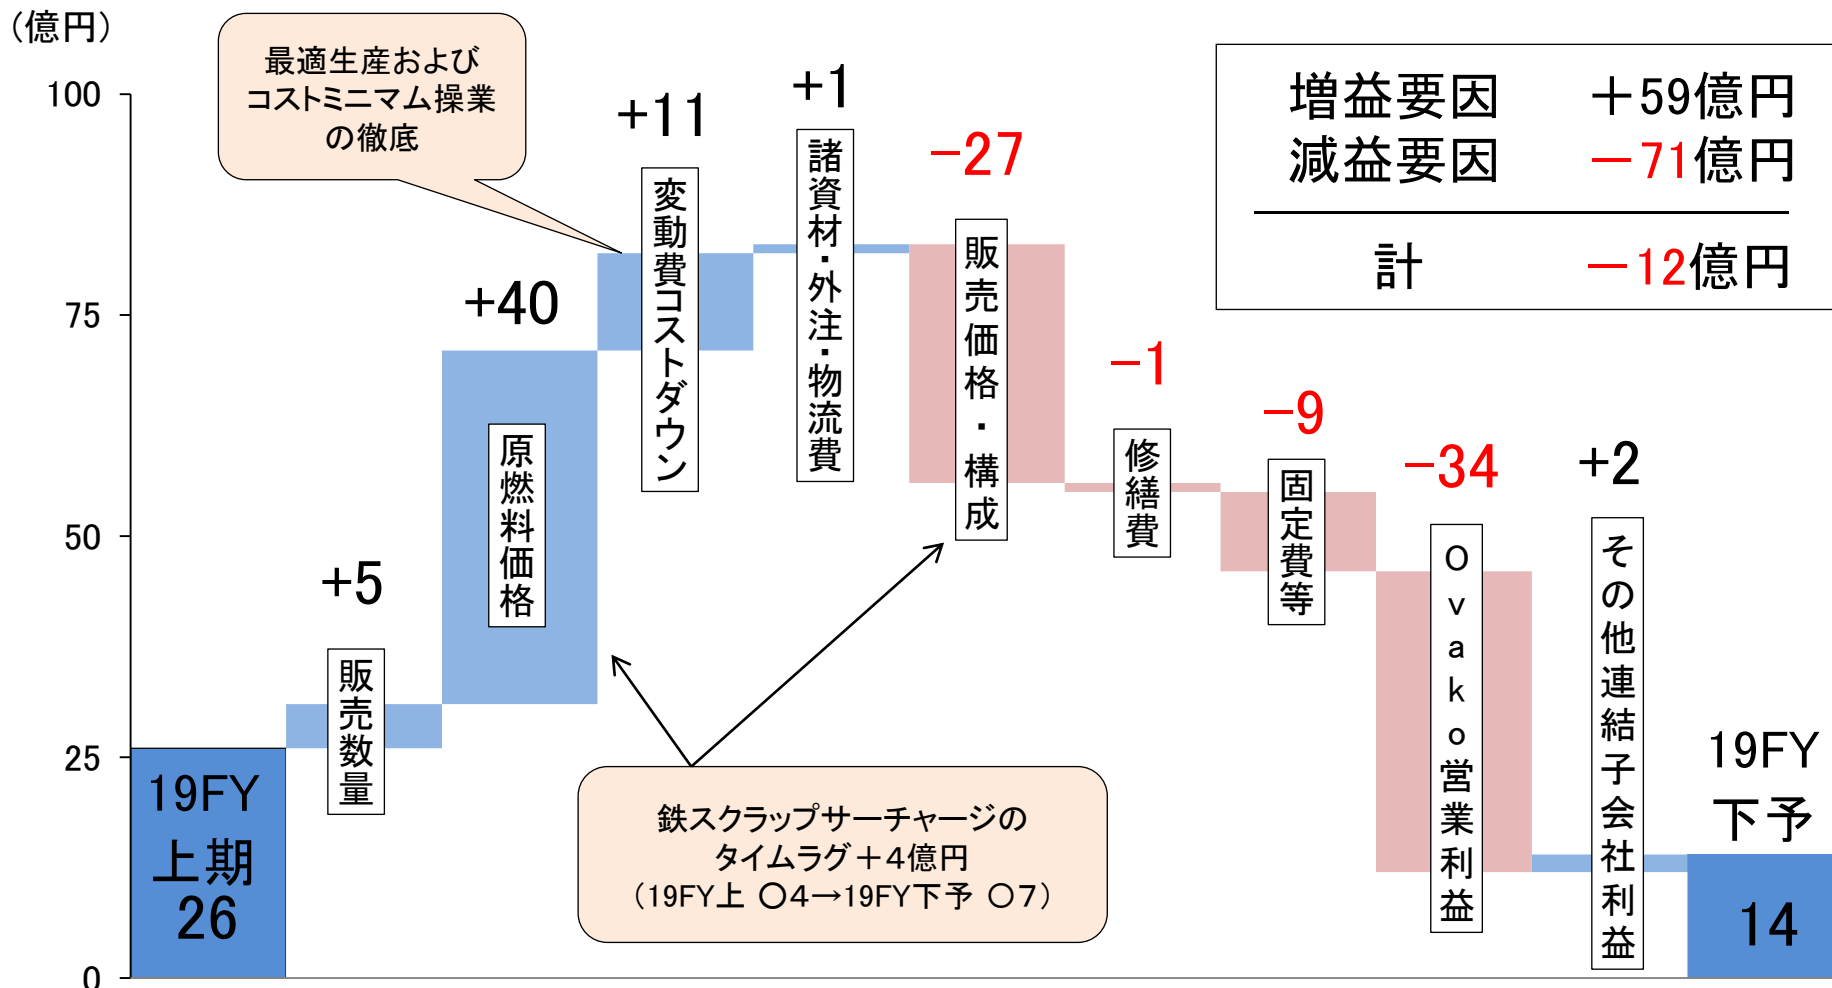 (億円)
100
75
50
25
0
最適生産および
コストミニマム操業
の徹底
増益要因 +59億円
減益要因 −71億円
計 −12億円
19FY
上期
26
+5
販売数量
+40
原燃料価格
+11
変動費コストダウン
+1
諸資材・外注・物流費
−27
販売価格・構成
−1
修繕費
−9
固定費等
−34
Ovako営業利益
+2
その他連結子会社利益
19FY
下予
14
鉄スクラップサーチャージの
タイムラグ+4億円
(19FY上 〇4→19FY下予 〇7)